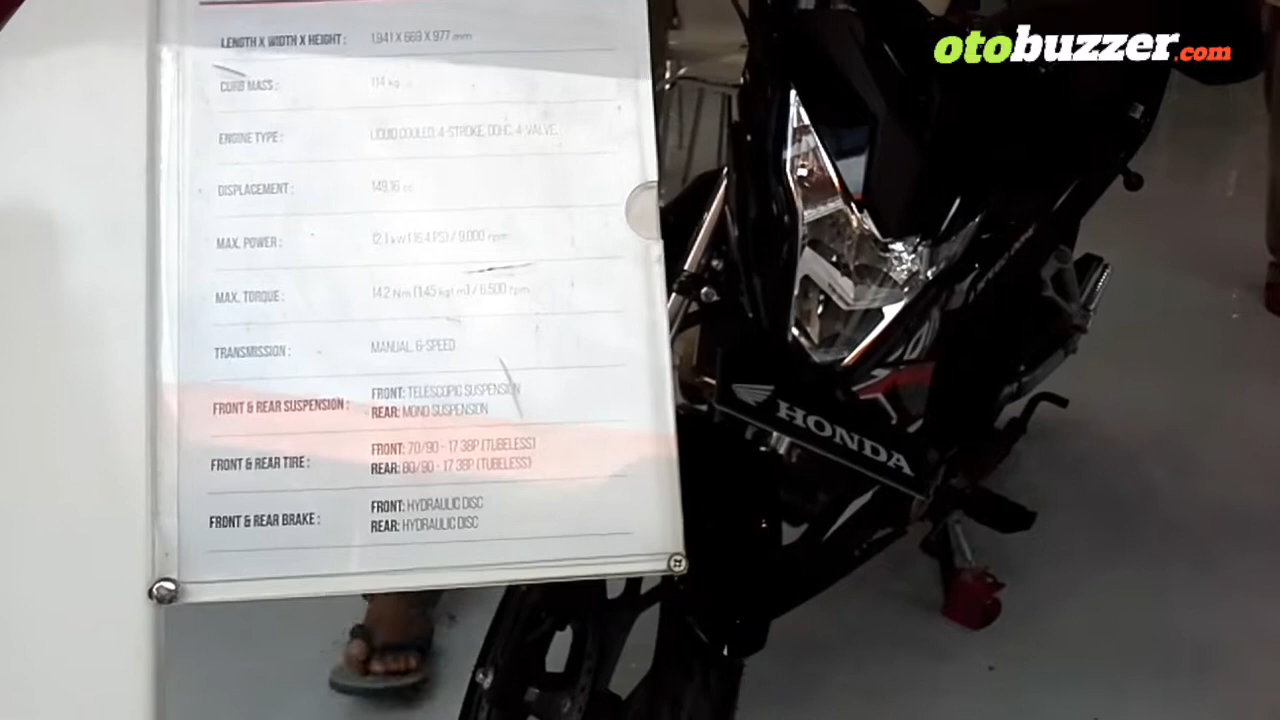 otobuzzer.com
LENGTH X WIDTH X HEIGHT : 1,941 X 669 X 977 mm
CURB MASS : 114 kg
ENGINE TYPE : LIQUID COOLED, 4-STROKE, DOHC, 4-VALVE
DISPLACEMENT : 149,16 cc
MAX. POWER : 12.1 kW (16.4 PS) / 9,000 rpm
MAX. TORQUE : 14.2 Nm (1,45 kgf.m) / 6,500 rpm
TRANSMISSION : MANUAL, 6-SPEED
FRONT & REAR SUSPENSION : FRONT: TELESCOPIC SUSPENSION
REAR: MONO SUSPENSION
FRONT & REAR TIRE : FRONT: 70/90 - 17 38P (TUBELESS)
REAR: 80/90 - 17 38P (TUBELESS)
FRONT & REAR BRAKE : FRONT: HYDRAULIC DISC
REAR: HYDRAULIC DISC
HONDA